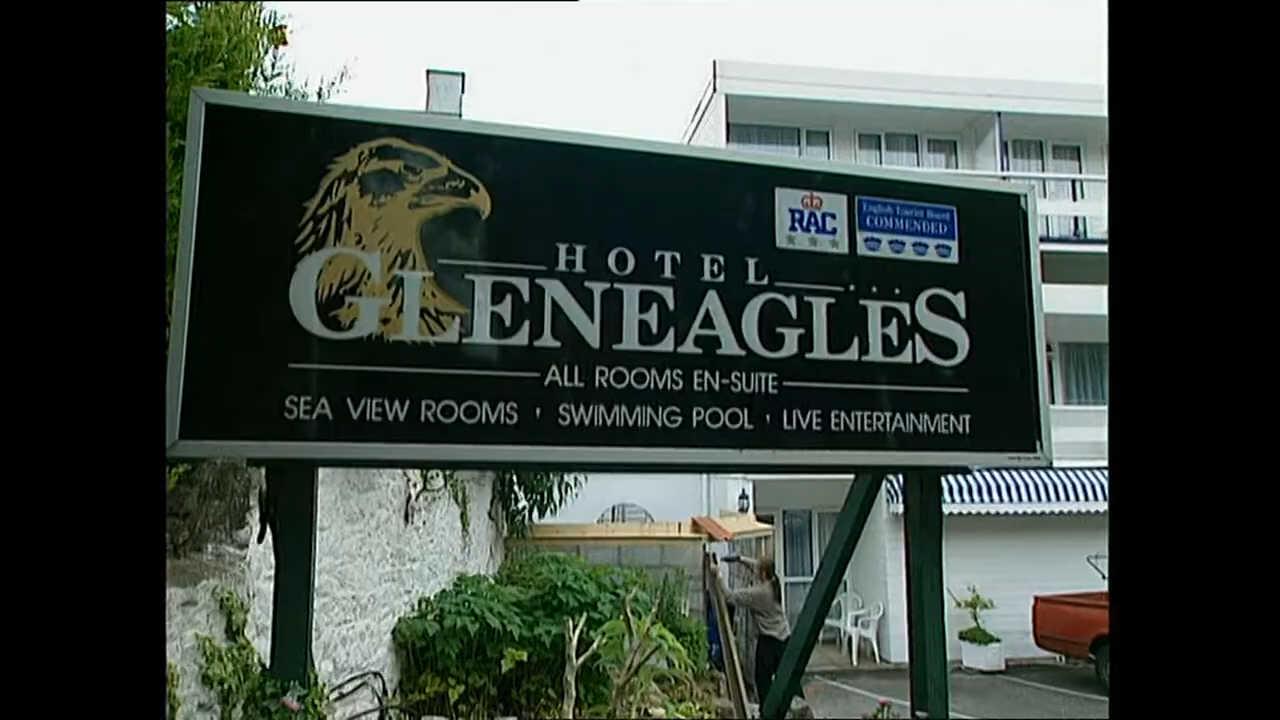 RAC
English Tourist Board
COMMENDED
HOTEL
GLENEAGLES
ALL ROOMS EN-SUITE
SEA VIEW ROOMS ' SWIMMING POOL ' LIVE ENTERTAINMENT